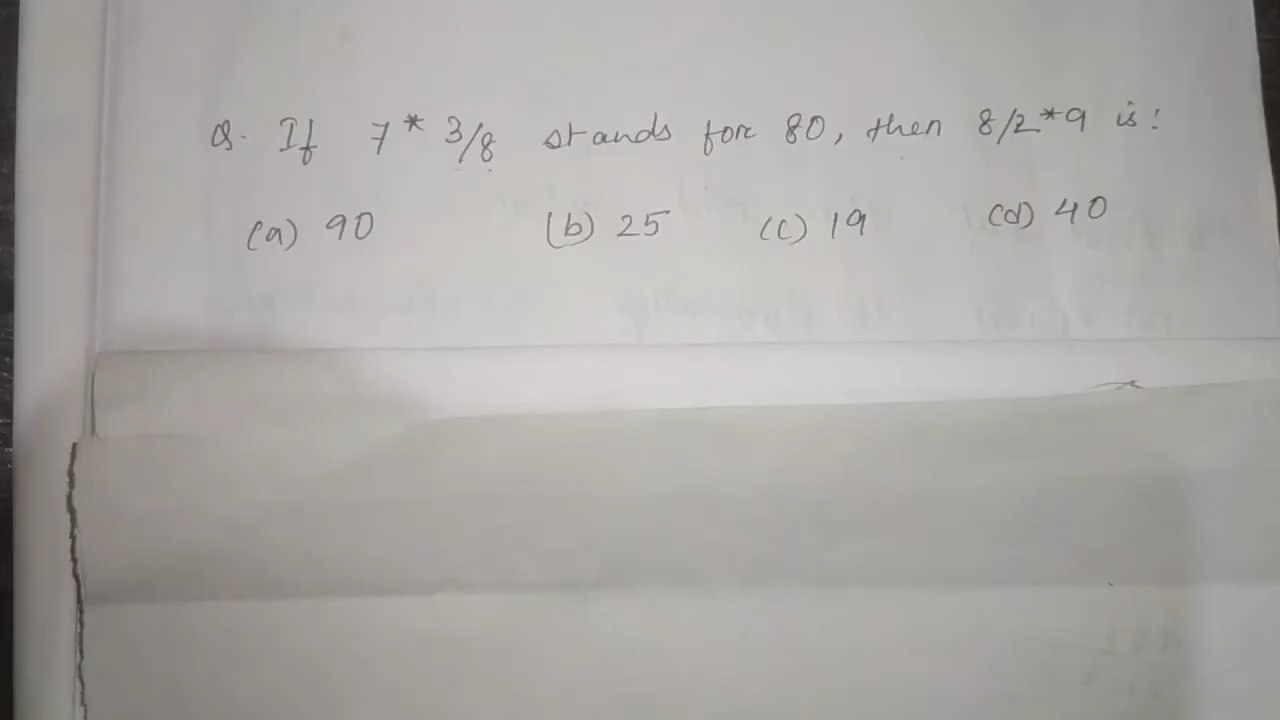 Q. If 7 * 3/8 stands for 80, then 8/2*9 is:
(a) 90 (b) 25 (c) 19 (d) 40